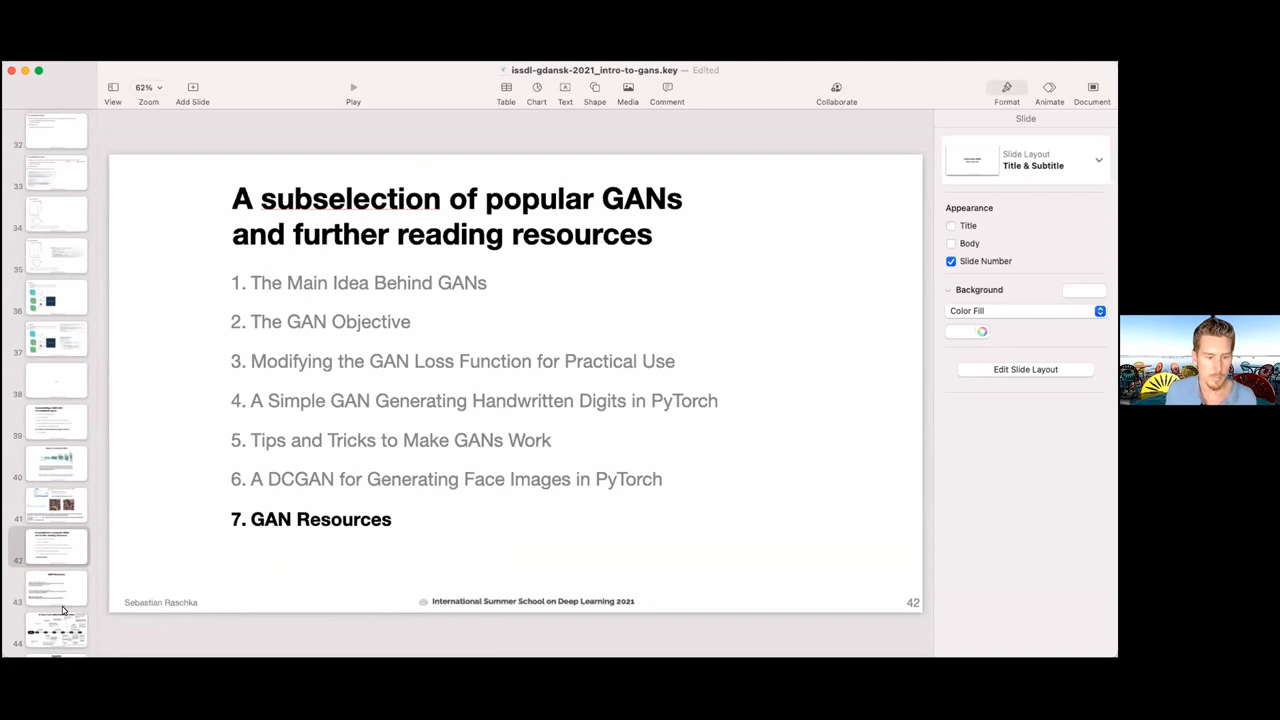 issdl-gdansk-2021_intro-to-gans.key — Edited
62%
View
Zoom
Add Slide
Play
Table
Chart
Text
Shape
Media
Comment
Collaborate
Format
Animate
Document
Slide
Slide Layout
Title & Subtitle
Appearance
Title
Body
Slide Number
Background
Color Fill
Edit Slide Layout
32
33
34
35
36
37
38
39
40
41
42
43
44
A subselection of popular GANs
and further reading resources
1. The Main Idea Behind GANs
2. The GAN Objective
3. Modifying the GAN Loss Function for Practical Use
4. A Simple GAN Generating Handwritten Digits in PyTorch
5. Tips and Tricks to Make GANs Work
6. A DCGAN for Generating Face Images in PyTorch
7. GAN Resources
Sebastian Raschka
International Summer School on Deep Learning 2021
42